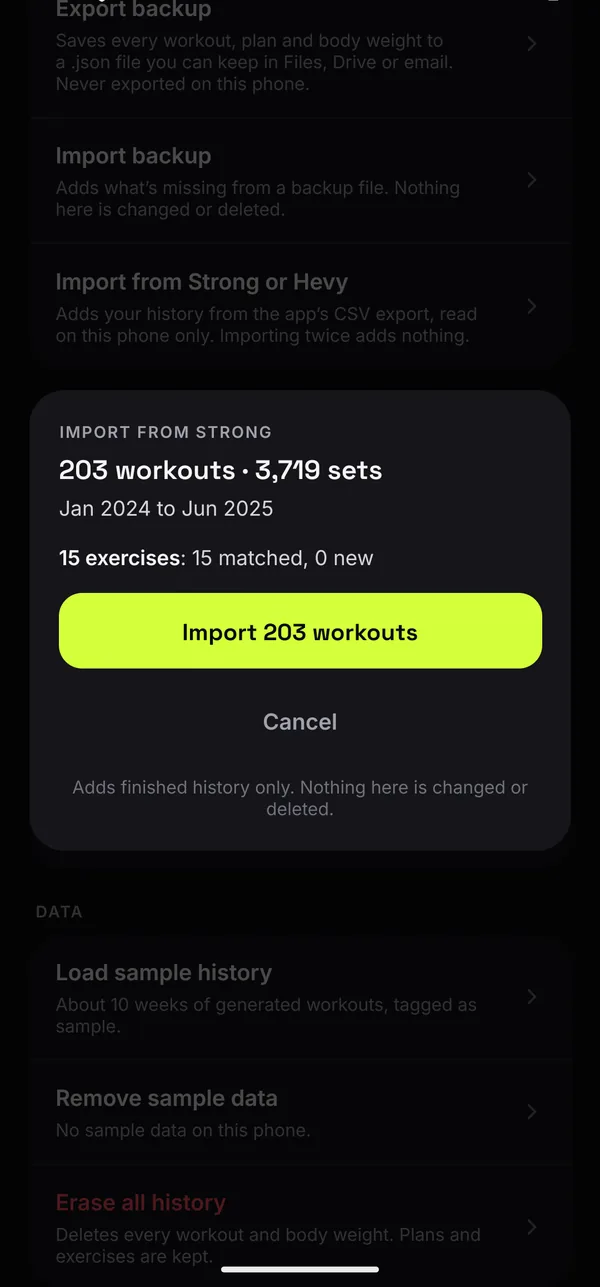 Export backup
Saves every workout, plan and body weight to
a .json file you can keep in Files, Drive or email.
Never exported on this phone.
Import backup
Adds what’s missing from a backup file. Nothing
here is changed or deleted.
Import from Strong or Hevy
Adds your history from the app’s CSV export, read
on this phone only. Importing twice adds nothing.
IMPORT FROM STRONG
203 workouts · 3,719 sets
Jan 2024 to Jun 2025
15 exercises: 15 matched, 0 new
Import 203 workouts
Cancel
Adds finished history only. Nothing here is changed or
deleted.
DATA
Load sample history
About 10 weeks of generated workouts, tagged as
sample.
Remove sample data
No sample data on this phone.
Erase all history
Deletes every workout and body weight. Plans and
exercises are kept.